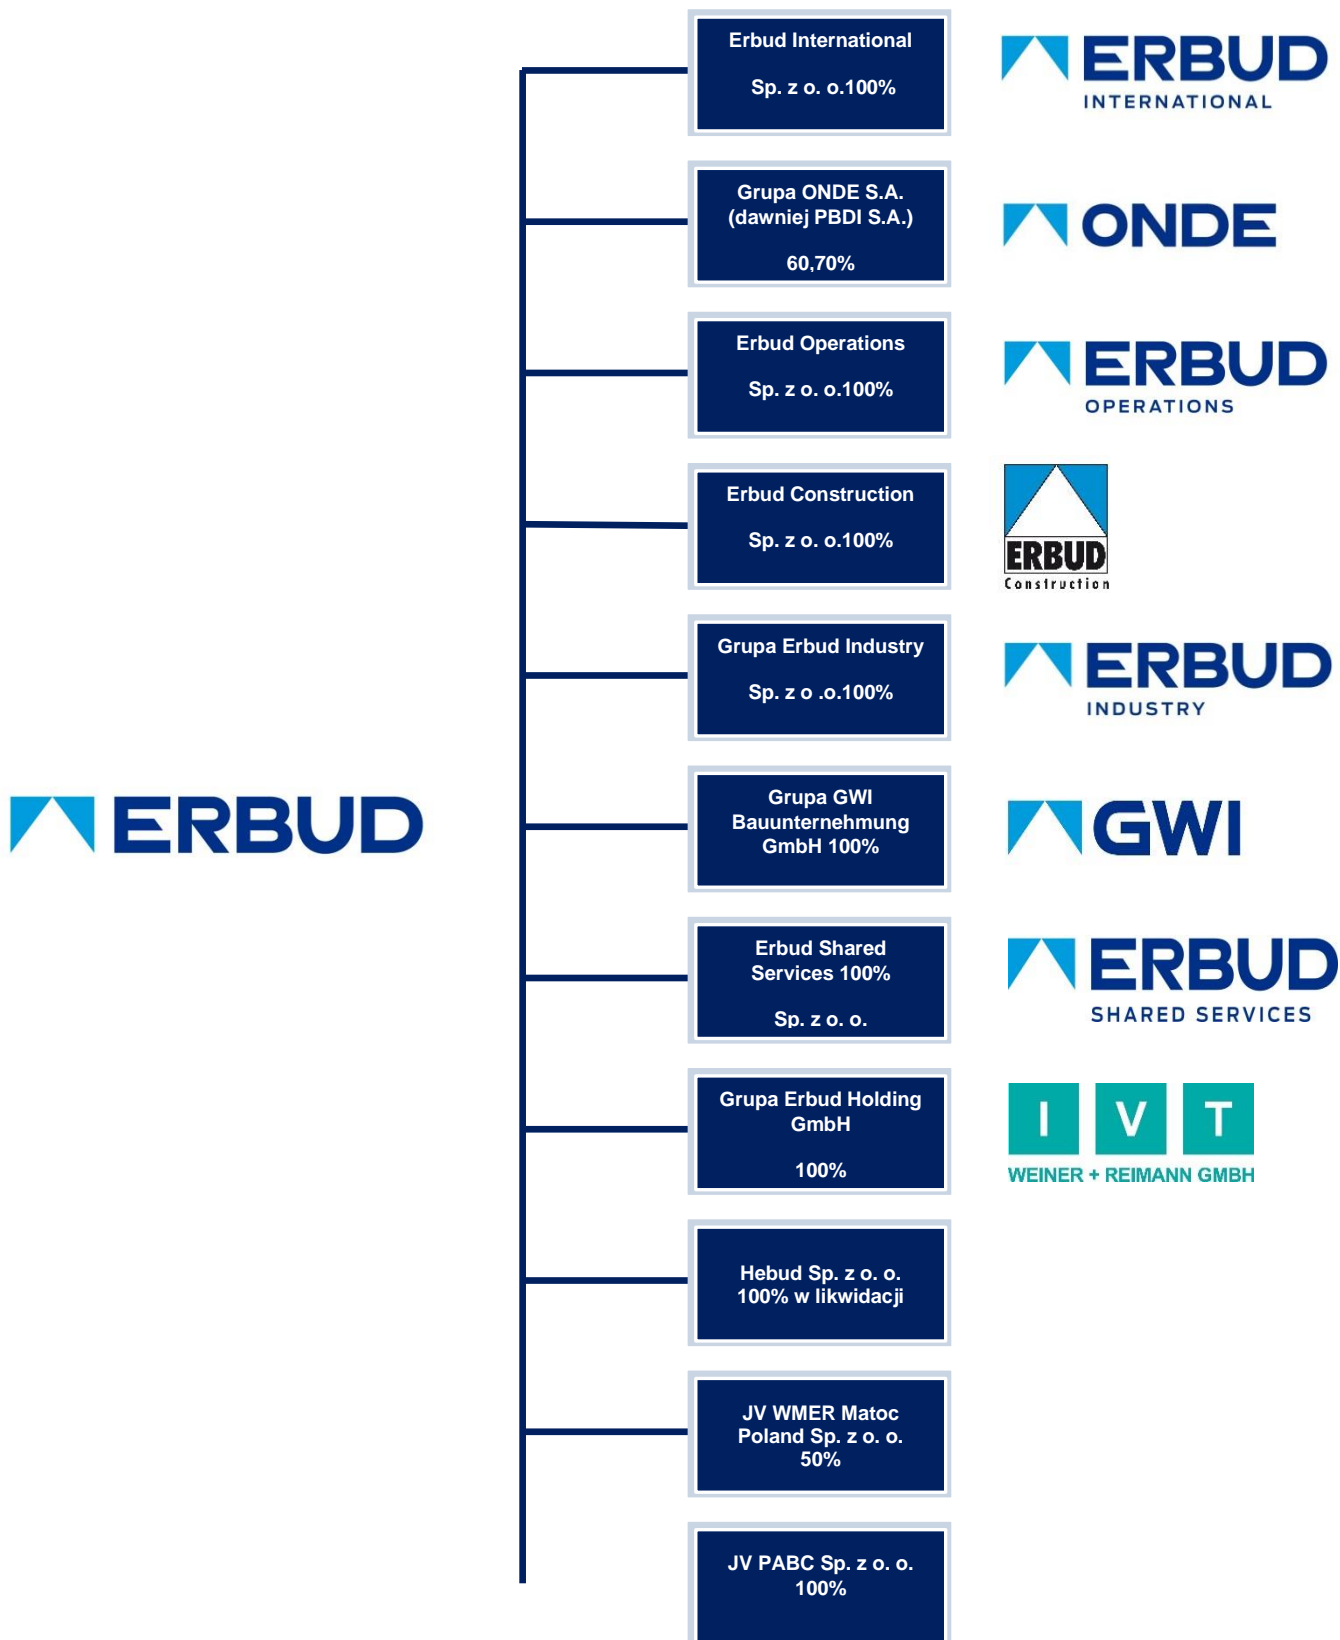 Erbud International
Sp. z o. o.100%
ERBUD
INTERNATIONAL
Grupa ONDE S.A.
(dawniej PBDI S.A.)
60,70%
ONDE
Erbud Operations
Sp. z o. o.100%
ERBUD
OPERATIONS
Erbud Construction
Sp. z o. o.100%
ERBUD
Construction
Grupa Erbud Industry
Sp. z o .o.100%
ERBUD
INDUSTRY
ERBUD
Grupa GWI
Bauunternehmung
GmbH 100%
GWI
Erbud Shared
Services 100%
Sp. z o. o.
ERBUD
SHARED SERVICES
Grupa Erbud Holding
GmbH
100%
I V T
WEINER + REIMANN GMBH
Hebud Sp. z o. o.
100% w likwidacji
JV WMER Matoc
Poland Sp. z o. o.
50%
JV PABC Sp. z o. o.
100%